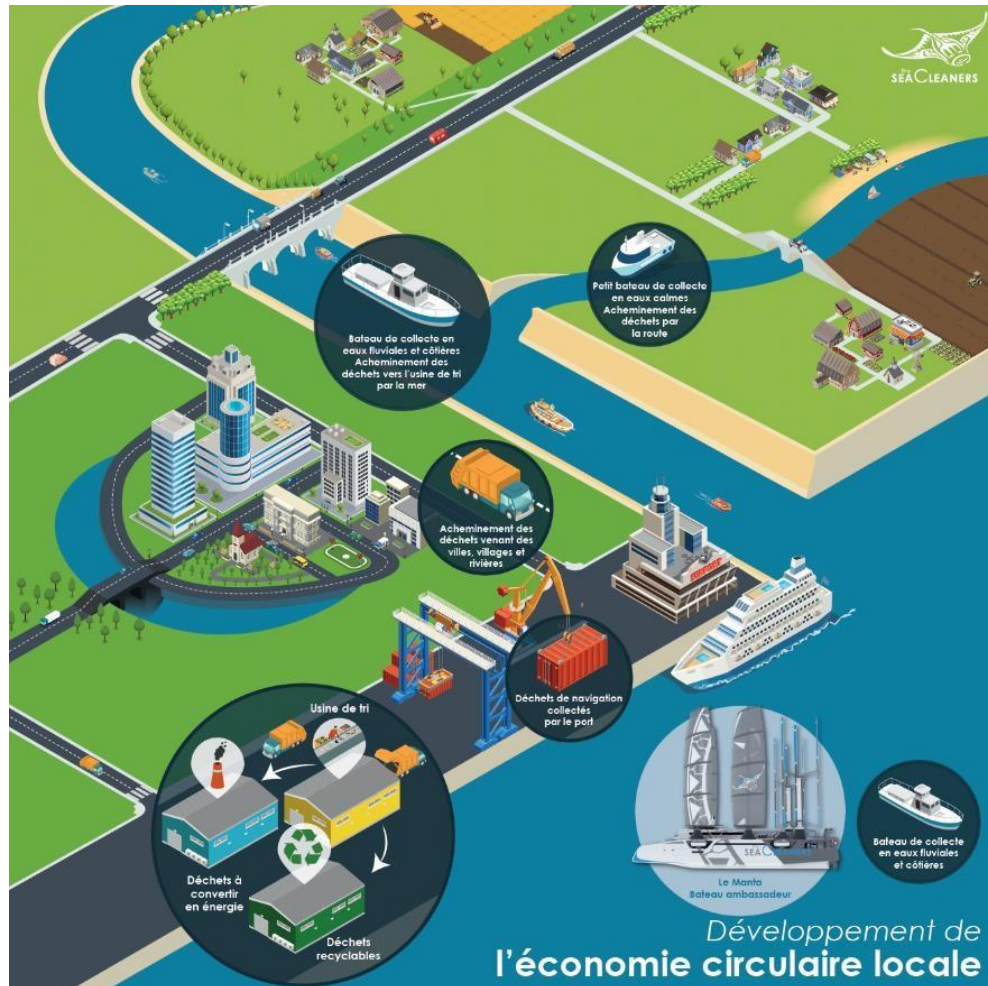 the
SEACLEANERS
Petit bateau de collecte
en eaux calmes
Acheminement des
déchets par
la route
Bateau de collecte en
eaux fluviales et côtières
Acheminement des
déchets vers l'usine de tri
par la mer
Acheminement des
déchets venant des
villes, villages et
rivières
Déchets de navigation
collectés
par le port
Usine de tri
Déchets à
convertir
en énergie
Déchets
recyclables
SEACLEANERS
Le Manta
Bateau ambassadeur
Bateau de collecte
en eaux fluviales
et côtières
Développement de
l'économie circulaire locale